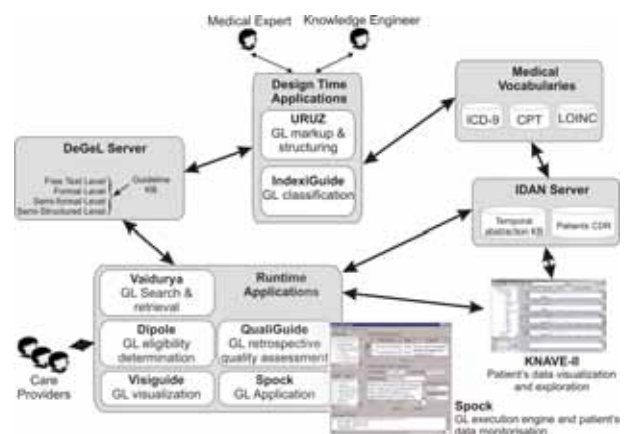 Medical Expert
Knowledge Engineer
Design Time
Applications
URUZ
GL markup &
structuring
IndexiGuide
GL classification
Medical
Vocabularies
ICD-9
CPT
LOINC
DeGeL Server
Free Text Level
Formal Level
Semi-formal Level
Semi-Structured Level
Guideline
KB
IDAN Server
Temporal
abstraction KB
Patients CDR
Vaidurya
GL Search &
retrieval
Runtime
Applications
Dipole
GL eligibility
determination
QualiGuide
GL retrospective
quality assessment
Visiguide
GL visualization
Spock
GL Application
Care
Providers
KNAVE-II
Patient's data visualization
and exploration
Spock
GL execution engine and patient's
data monitorisation